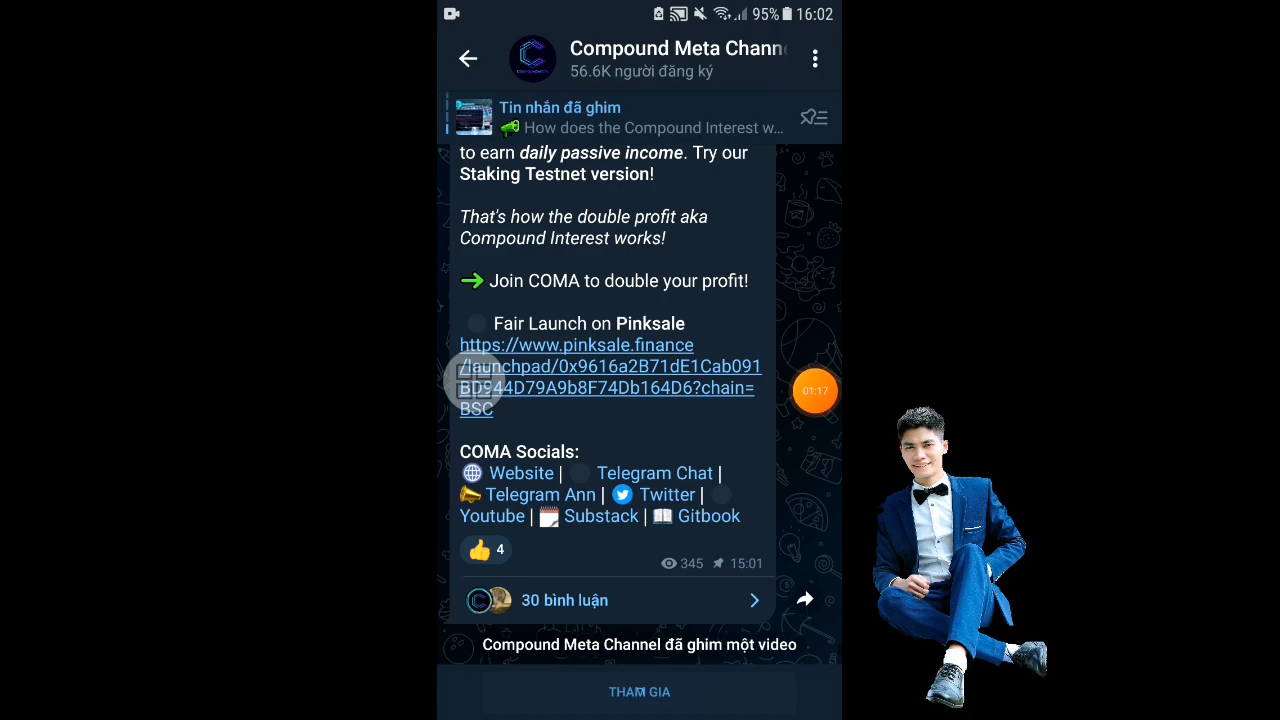 95% 16:02
Compound Meta Chann
56.6K người đăng ký
Tin nhắn đã ghim
How does the Compound Interest w...
to earn daily passive income. Try our
Staking Testnet version!
That's how the double profit aka
Compound Interest works!
Join COMA to double your profit!
Fair Launch on Pinksale
https://www.pinksale.finance
/launchpad/0x9616a2B71dE1Cab091
BD944D79A9b8F74Db164D6?chain=
BSC
01:17
COMA Socials:
Website | Telegram Chat |
Telegram Ann | Twitter |
Youtube | Substack | Gitbook
4
345 15:01
30 bình luận
Compound Meta Channel đã ghim một video
THAM GIA